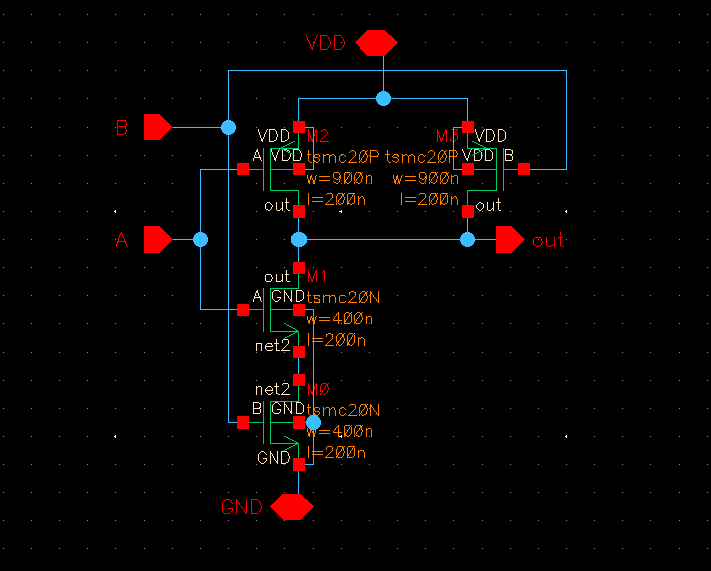 VDD
B
VDD M2
M3 VDD
A VDD tsmc20P
tsmc20P VDD B
w=900n
w=900n
l=200n
l=200n
out
out
A
out
out M1
A GND tsmc20N
w=400n
l=200n
net2
net2 M0
B GND tsmc20N
w=400n
l=200n
GND
GND